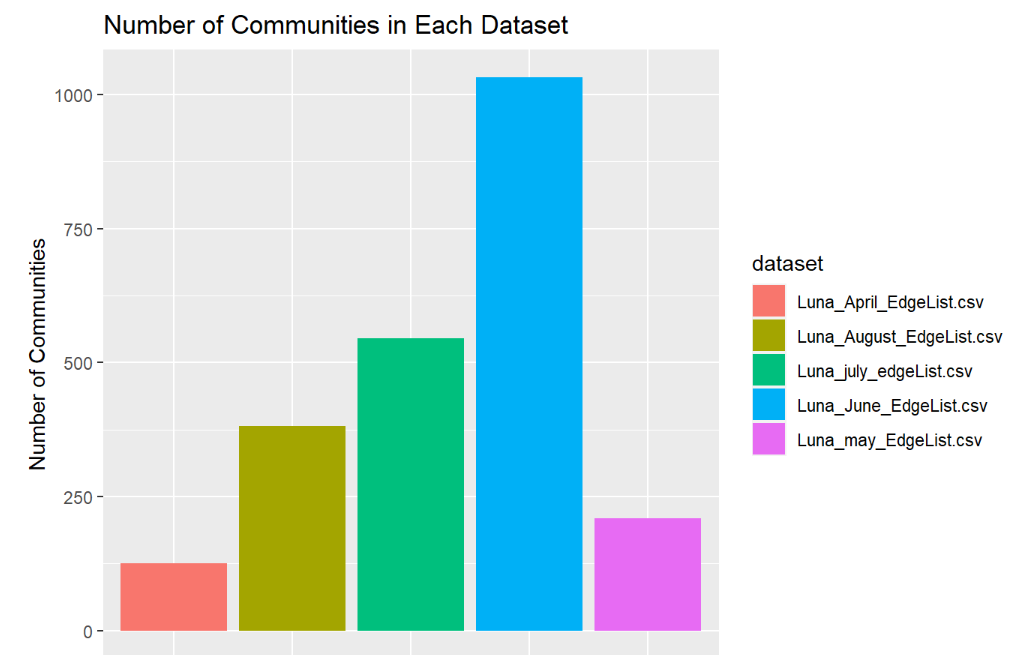 Number of Communities in Each Dataset
Number of Communities
1000
750
500
250
0
dataset
Luna_April_EdgeList.csv
Luna_August_EdgeList.csv
Luna_july_edgeList.csv
Luna_June_EdgeList.csv
Luna_may_EdgeList.csv